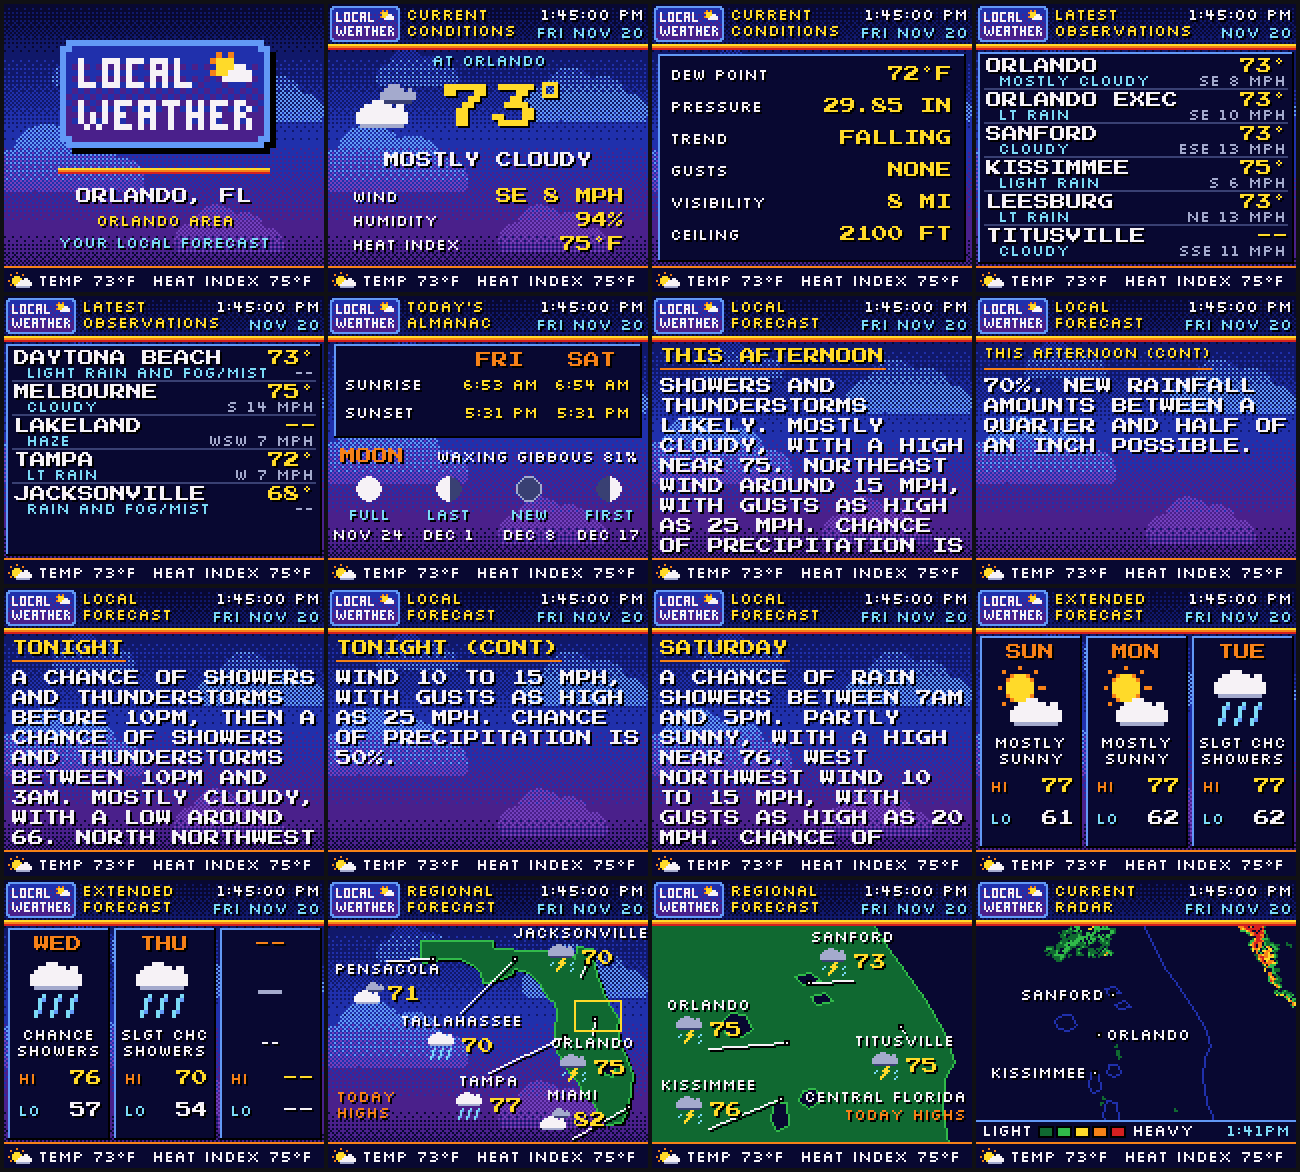 LOCAL
WEATHER
ORLANDO, FL
ORLANDO AREA
YOUR LOCAL FORECAST
TEMP 73°F HEAT INDEX 75°F
LOCAL WEATHER
CURRENT CONDITIONS
1:45:00 PM
FRI NOV 20
AT ORLANDO
73°
MOSTLY CLOUDY
WIND SE 8 MPH
HUMIDITY 94%
HEAT INDEX 75°F
TEMP 73°F HEAT INDEX 75°F
LOCAL WEATHER
CURRENT CONDITIONS
1:45:00 PM
FRI NOV 20
DEW POINT 72°F
PRESSURE 29.85 IN
TREND FALLING
GUSTS NONE
VISIBILITY 8 MI
CEILING 2100 FT
TEMP 73°F HEAT INDEX 75°F
LOCAL WEATHER
LATEST OBSERVATIONS
1:45:00 PM
NOV 20
ORLANDO 73°
MOSTLY CLOUDY SE 8 MPH
ORLANDO EXEC 73°
LT RAIN SE 10 MPH
SANFORD 73°
CLOUDY ESE 13 MPH
KISSIMMEE 75°
LIGHT RAIN S 6 MPH
LEESBURG 73°
LT RAIN NE 13 MPH
TITUSVILLE --
CLOUDY SSE 11 MPH
TEMP 73°F HEAT INDEX 75°F
LOCAL WEATHER
LATEST OBSERVATIONS
1:45:00 PM
NOV 20
DAYTONA BEACH 73°
LIGHT RAIN AND FOG/MIST --
MELBOURNE 75°
CLOUDY S 14 MPH
LAKELAND --
HAZE WSW 7 MPH
TAMPA 72°
LT RAIN W 7 MPH
JACKSONVILLE 68°
RAIN AND FOG/MIST --
TEMP 73°F HEAT INDEX 75°F
LOCAL WEATHER
TODAY'S ALMANAC
1:45:00 PM
FRI NOV 20
FRI SAT
SUNRISE 6:53 AM 6:54 AM
SUNSET 5:31 PM 5:31 PM
MOON WAXING GIBBOUS 81%
FULL LAST NEW FIRST
NOV 24 DEC 1 DEC 8 DEC 17
TEMP 73°F HEAT INDEX 75°F
LOCAL WEATHER
LOCAL FORECAST
1:45:00 PM
FRI NOV 20
THIS AFTERNOON
SHOWERS AND
THUNDERSTORMS
LIKELY. MOSTLY
CLOUDY, WITH A HIGH
NEAR 75. NORTHEAST
WIND AROUND 15 MPH,
WITH GUSTS AS HIGH
AS 25 MPH. CHANCE
OF PRECIPITATION IS
TEMP 73°F HEAT INDEX 75°F
LOCAL WEATHER
LOCAL FORECAST
1:45:00 PM
FRI NOV 20
THIS AFTERNOON (CONT)
70%. NEW RAINFALL
AMOUNTS BETWEEN A
QUARTER AND HALF OF
AN INCH POSSIBLE.
TEMP 73°F HEAT INDEX 75°F
LOCAL WEATHER
LOCAL FORECAST
1:45:00 PM
FRI NOV 20
TONIGHT
A CHANCE OF SHOWERS
AND THUNDERSTORMS
BEFORE 10PM, THEN A
CHANCE OF SHOWERS
AND THUNDERSTORMS
BETWEEN 10PM AND
3AM. MOSTLY CLOUDY,
WITH A LOW AROUND
66. NORTH NORTHWEST
TEMP 73°F HEAT INDEX 75°F
LOCAL WEATHER
LOCAL FORECAST
1:45:00 PM
FRI NOV 20
TONIGHT (CONT)
WIND 10 TO 15 MPH,
WITH GUSTS AS HIGH
AS 25 MPH. CHANCE
OF PRECIPITATION IS
50%.
TEMP 73°F HEAT INDEX 75°F
LOCAL WEATHER
LOCAL FORECAST
1:45:00 PM
FRI NOV 20
SATURDAY
A CHANCE OF RAIN
SHOWERS BETWEEN 7AM
AND 5PM. PARTLY
SUNNY, WITH A HIGH
NEAR 76. WEST
NORTHWEST WIND 10
TO 15 MPH, WITH
GUSTS AS HIGH AS 20
MPH. CHANCE OF
TEMP 73°F HEAT INDEX 75°F
LOCAL WEATHER
EXTENDED FORECAST
1:45:00 PM
FRI NOV 20
SUN MON TUE
MOSTLY MOSTLY SLGT CHC
SUNNY SUNNY SHOWERS
HI 77 HI 77 HI 77
LO 61 LO 62 LO 62
TEMP 73°F HEAT INDEX 75°F
LOCAL WEATHER
EXTENDED FORECAST
1:45:00 PM
FRI NOV 20
WED THU --
CHANCE SLGT CHC --
SHOWERS SHOWERS
HI 76 HI 70 HI --
LO 57 LO 54 LO --
TEMP 73°F HEAT INDEX 75°F
LOCAL WEATHER
REGIONAL FORECAST
1:45:00 PM
FRI NOV 20
JACKSONVILLE
70
PENSACOLA
71
TALLAHASSEE
70
ORLANDO
75
TAMPA
77
MIAMI
82
TODAY
HIGHS
TEMP 73°F HEAT INDEX 75°F
LOCAL WEATHER
REGIONAL FORECAST
1:45:00 PM
FRI NOV 20
SANFORD
73
ORLANDO
75
TITUSVILLE
75
KISSIMMEE
76
CENTRAL FLORIDA
TODAY HIGHS
TEMP 73°F HEAT INDEX 75°F
LOCAL WEATHER
CURRENT RADAR
1:45:00 PM
FRI NOV 20
SANFORD
ORLANDO
KISSIMMEE
LIGHT HEAVY 1:41PM
TEMP 73°F HEAT INDEX 75°F